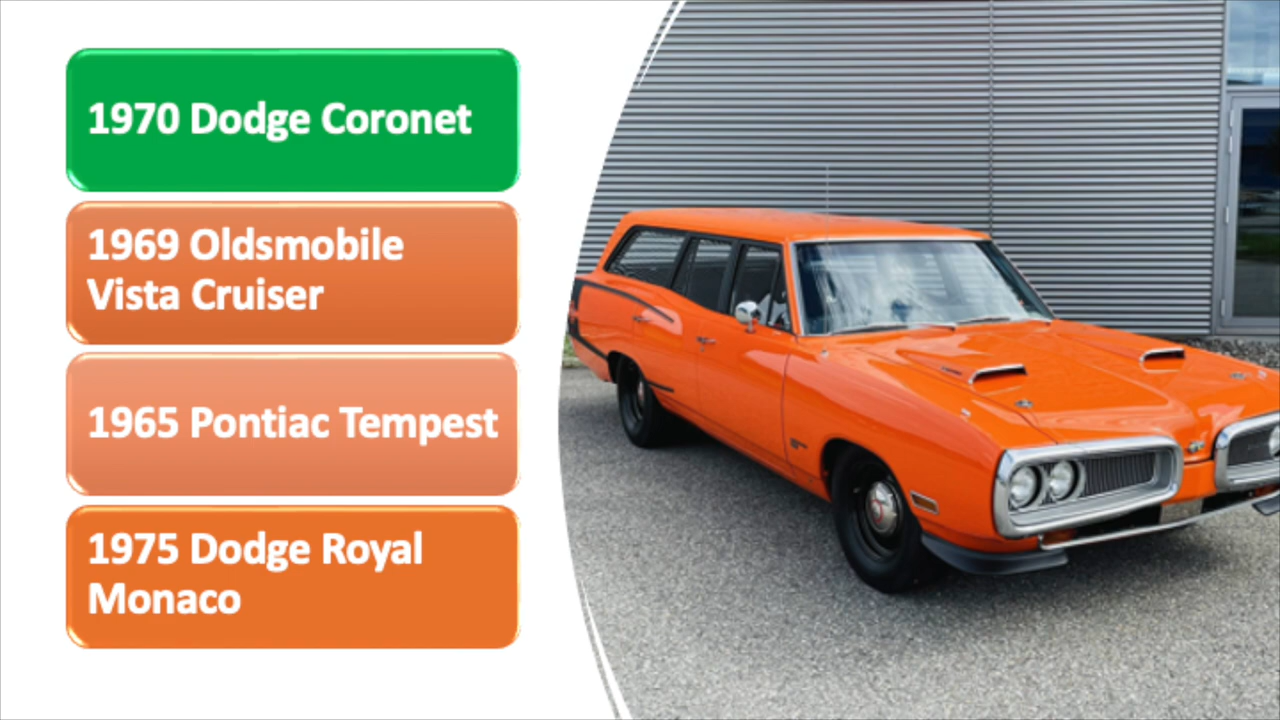 1970 Dodge Coronet
1969 Oldsmobile
Vista Cruiser
1965 Pontiac Tempest
1975 Dodge Royal
Monaco